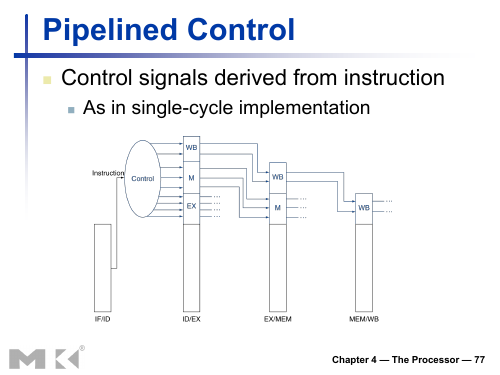 Pipelined Control
Control signals derived from instruction
As in single-cycle implementation
WB
Instruction
Control
M
WB
EX
M
WB
IF/ID
ID/EX
EX/MEM
MEM/WB
MK®
Chapter 4 — The Processor — 77